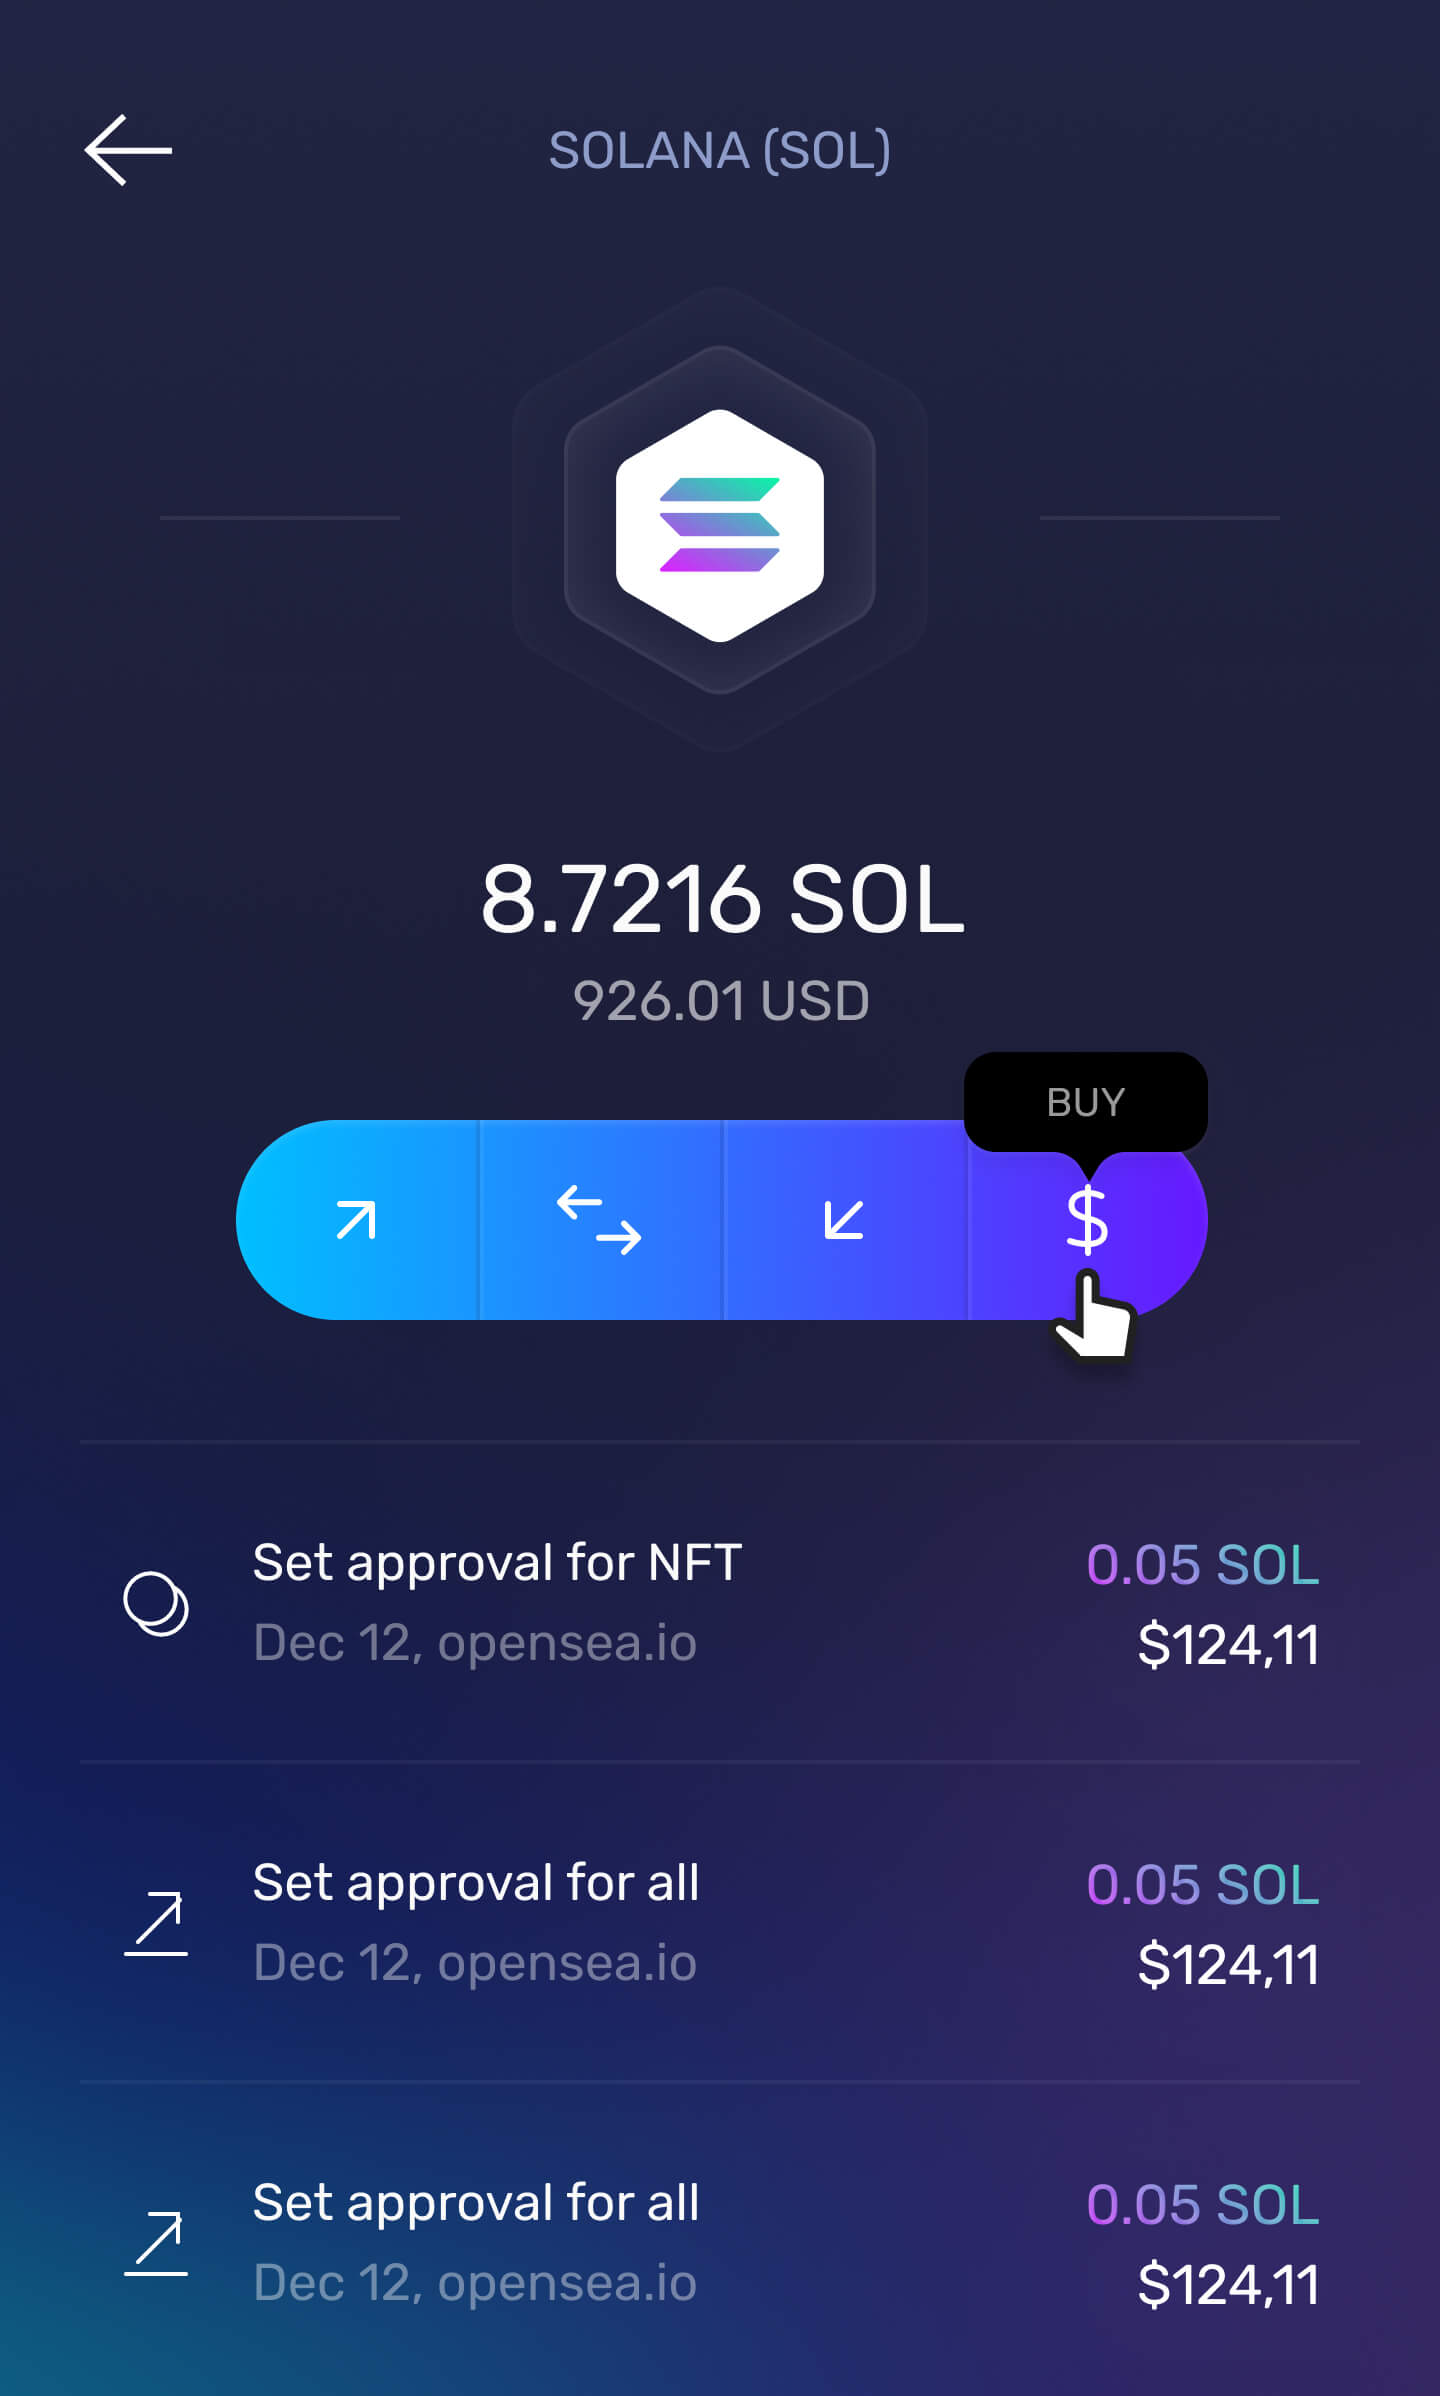 SOLANA (SOL)
8.7216 SOL
926.01 USD
BUY
$
Set approval for NFT
0.05 SOL
Dec 12, opensea.io
$124,11
Set approval for all
0.05 SOL
Dec 12, opensea.io
$124,11
Set approval for all
0.05 SOL
Dec 12, opensea.io
$124,11